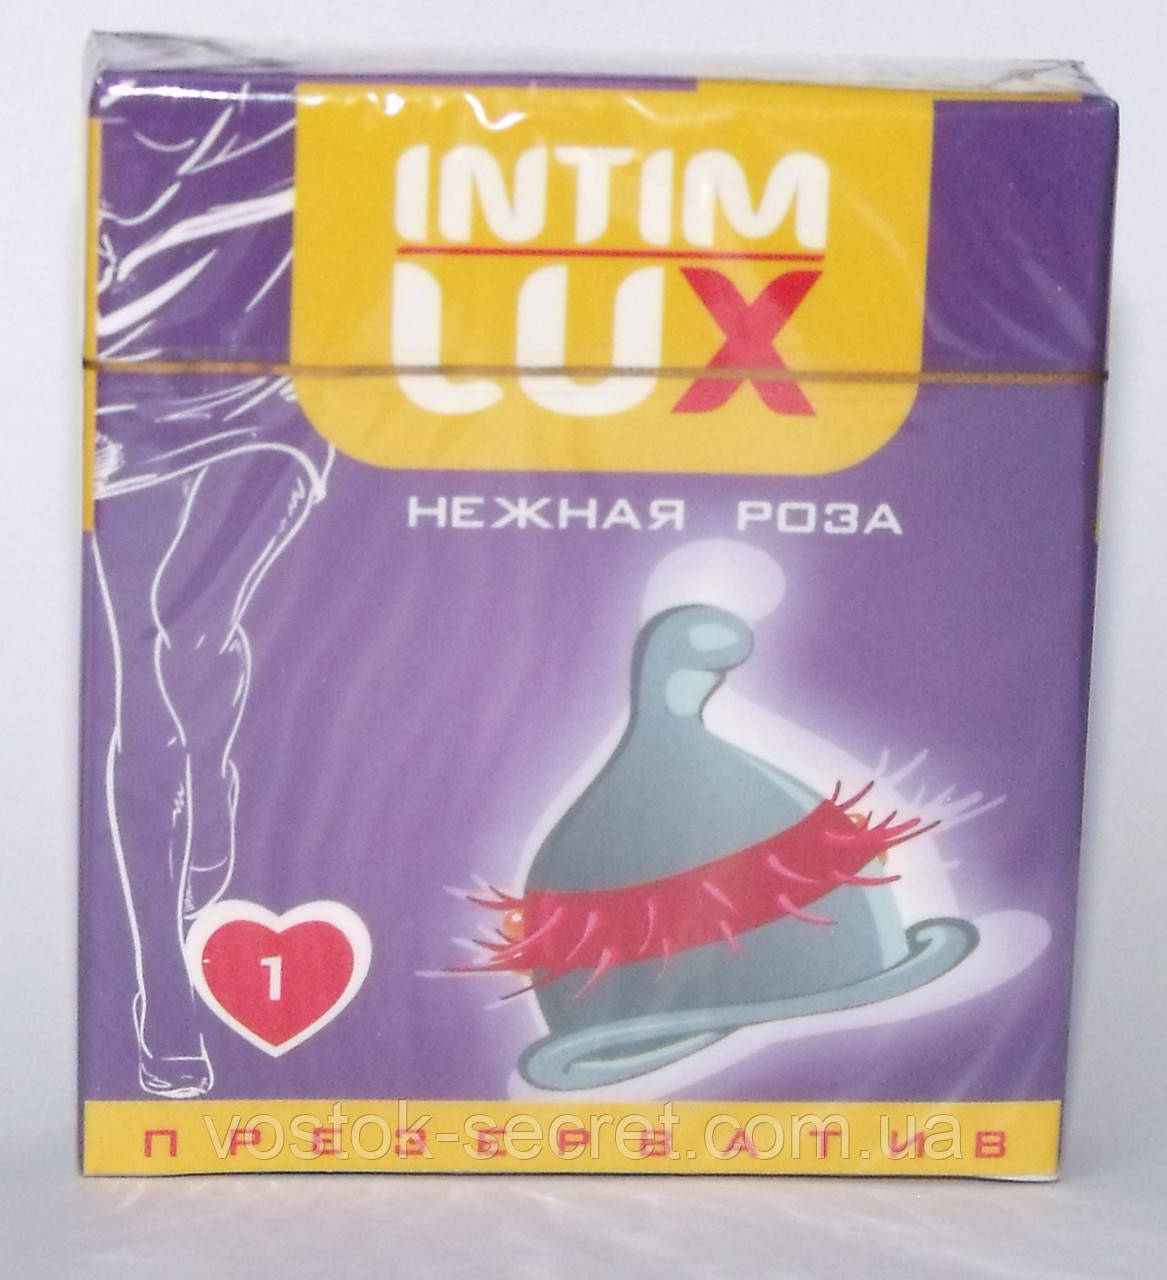 INTIM
LUX
НЕЖНАЯ РОЗА
1
ПРЕЗЕРВАТИВ
vostok-secret.com.ua